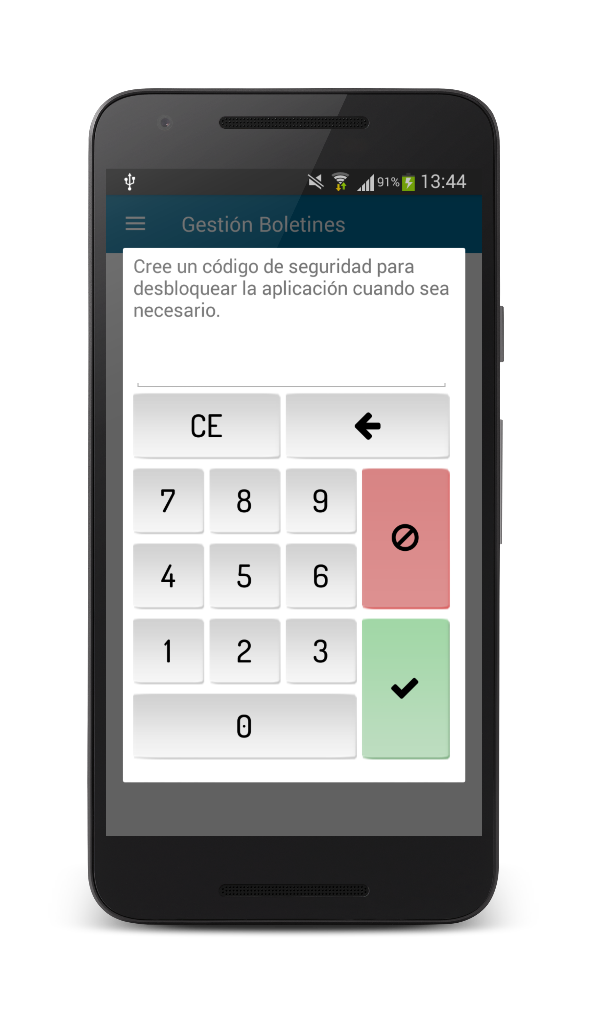 91% 13:44
Gestión Boletines
Cree un código de seguridad para
desbloquear la aplicación cuando sea
necesario.
CE
7 8 9
4 5 6
1 2 3
0